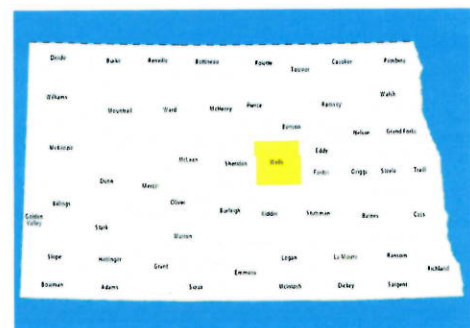 Divide Burke Renville Bottineau Rolette Towner Cavalier Pembina
Williams Mountrail Ward McHenry Pierce Ramsey Walsh
Benson Nelson Grand Forks
McKenzie McLean Sheridan Wells Eddy
Foster Griggs Steele Traill
Dunn Mercer
Billings Oliver Burleigh Kidder Stutsman Barnes Cass
Golden
Valley
Stark Morton
Slope Hettinger Grant Emmons Logan La Moure Ransom Richland
Bowman Adams Sioux McIntosh Dickey Sargent